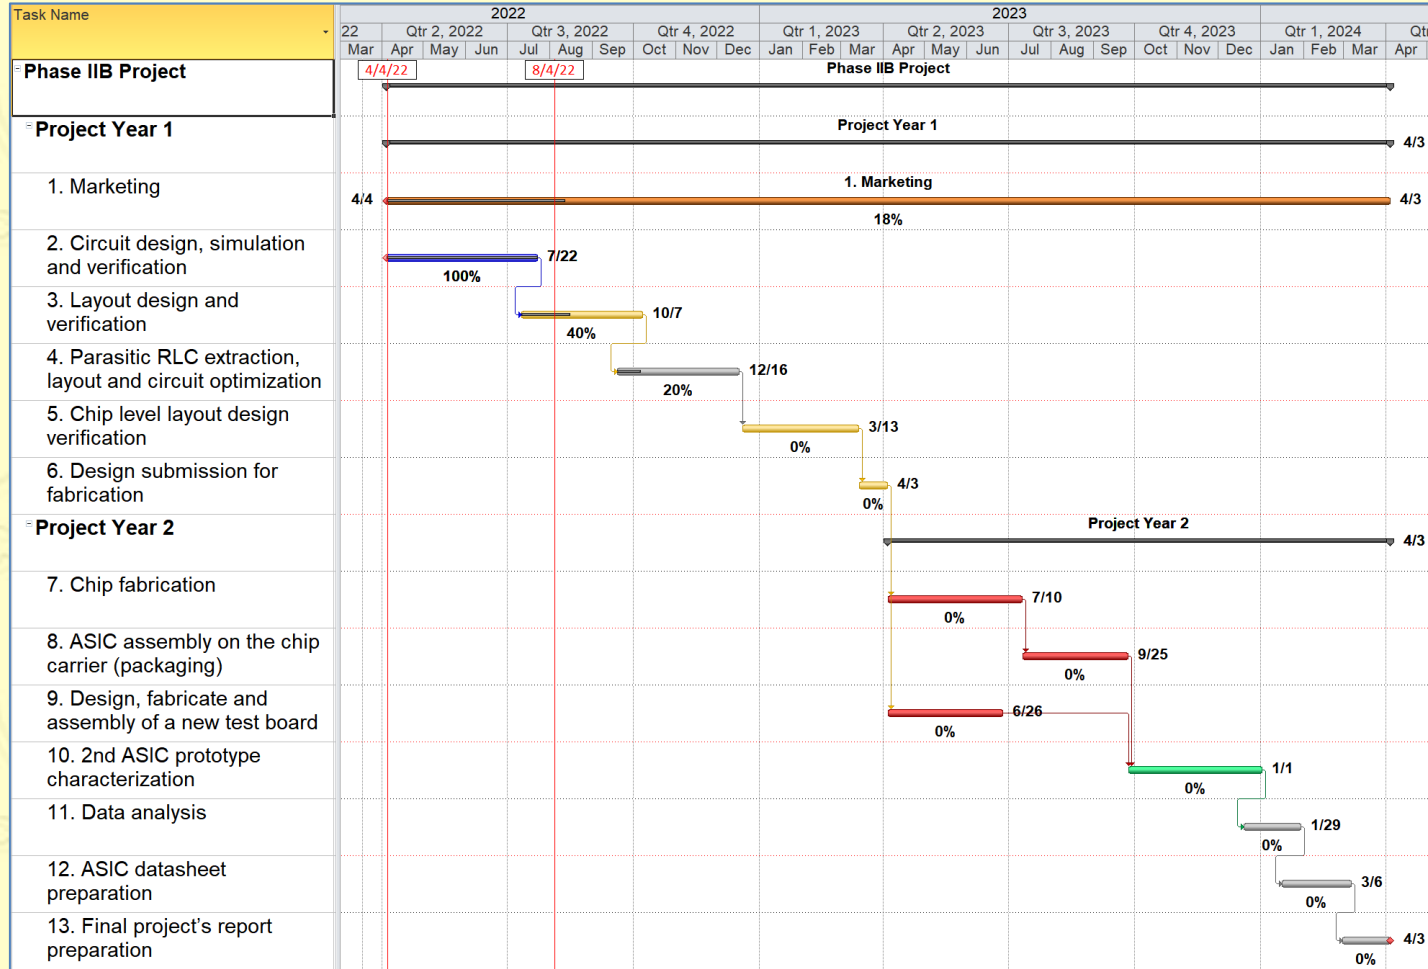 Task Name
2022
2023
22
Qtr 2, 2022
Qtr 3, 2022
Qtr 4, 2022
Qtr 1, 2023
Qtr 2, 2023
Qtr 3, 2023
Qtr 4, 2023
Qtr 1, 2024
Qt
Mar Apr May Jun Jul Aug Sep Oct Nov Dec Jan Feb Mar Apr May Jun Jul Aug Sep Oct Nov Dec Jan Feb Mar Apr
Phase IIB Project
4/4/22
8/4/22
Phase IIB Project
Project Year 1
Project Year 1
4/3
1. Marketing
4/4
1. Marketing
4/3
18%
2. Circuit design, simulation
and verification
7/22
100%
3. Layout design and
verification
10/7
40%
4. Parasitic RLC extraction,
layout and circuit optimization
12/16
20%
5. Chip level layout design
verification
3/13
0%
6. Design submission for
fabrication
4/3
0%
Project Year 2
Project Year 2
4/3
7. Chip fabrication
7/10
0%
8. ASIC assembly on the chip
carrier (packaging)
9/25
0%
9. Design, fabricate and
assembly of a new test board
6/26
0%
10. 2nd ASIC prototype
characterization
1/1
0%
11. Data analysis
1/29
0%
12. ASIC datasheet
preparation
3/6
0%
13. Final project's report
preparation
4/3
0%